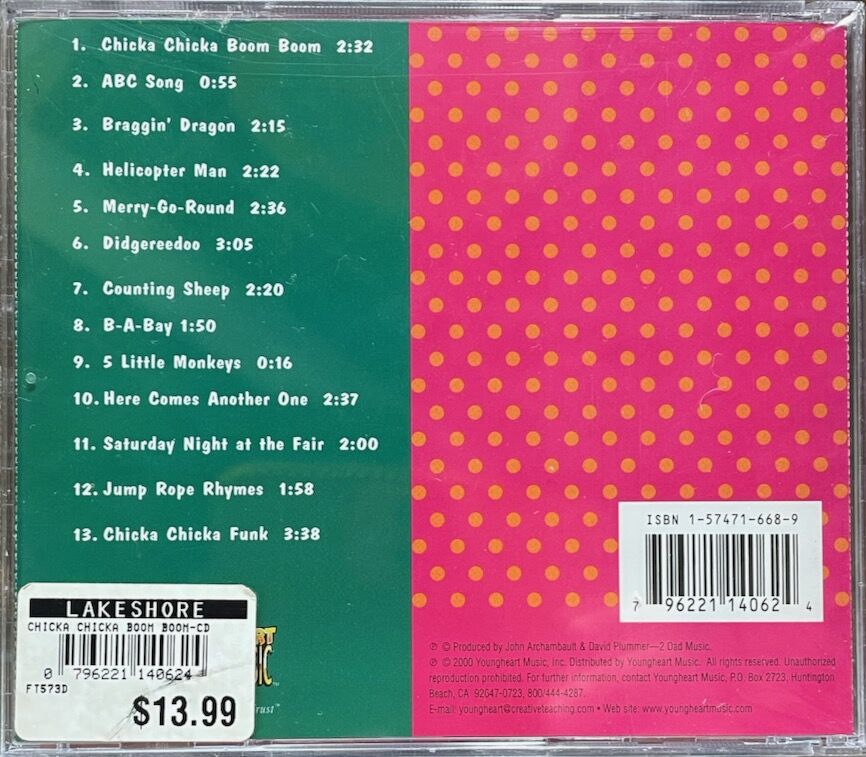 1. Chicka Chicka Boom Boom 2:32
2. ABC Song 0:55
3. Braggin' Dragon 2:15
4. Helicopter Man 2:22
5. Merry-Go-Round 2:36
6. Didgereedoo 3:05
7. Counting Sheep 2:20
8. B-A-Bay 1:50
9. 5 Little Monkeys 0:16
10. Here Comes Another One 2:37
11. Saturday Night at the Fair 2:00
12. Jump Rope Rhymes 1:58
13. Chicka Chicka Funk 3:38
ISBN 1-57471-668-9
7 96221 14062 4
LAKESHORE
CHICKA CHICKA BOOM BOOM-CD
0 796221 140624
FT573D
$13.99
℗ © Produced by John Archambault & David Plummer—2 Dad Music.
℗ © 2000 Youngheart Music, Inc. Distributed by Youngheart Music. All rights reserved. Unauthorized
reproduction prohibited. For further information, contact Youngheart Music, P.O. Box 2723, Huntington
Beach, CA 92647-0723, 800/444-4287.
E-mail: youngheart@creativeteaching.com • Web site: www.youngheartmusic.com